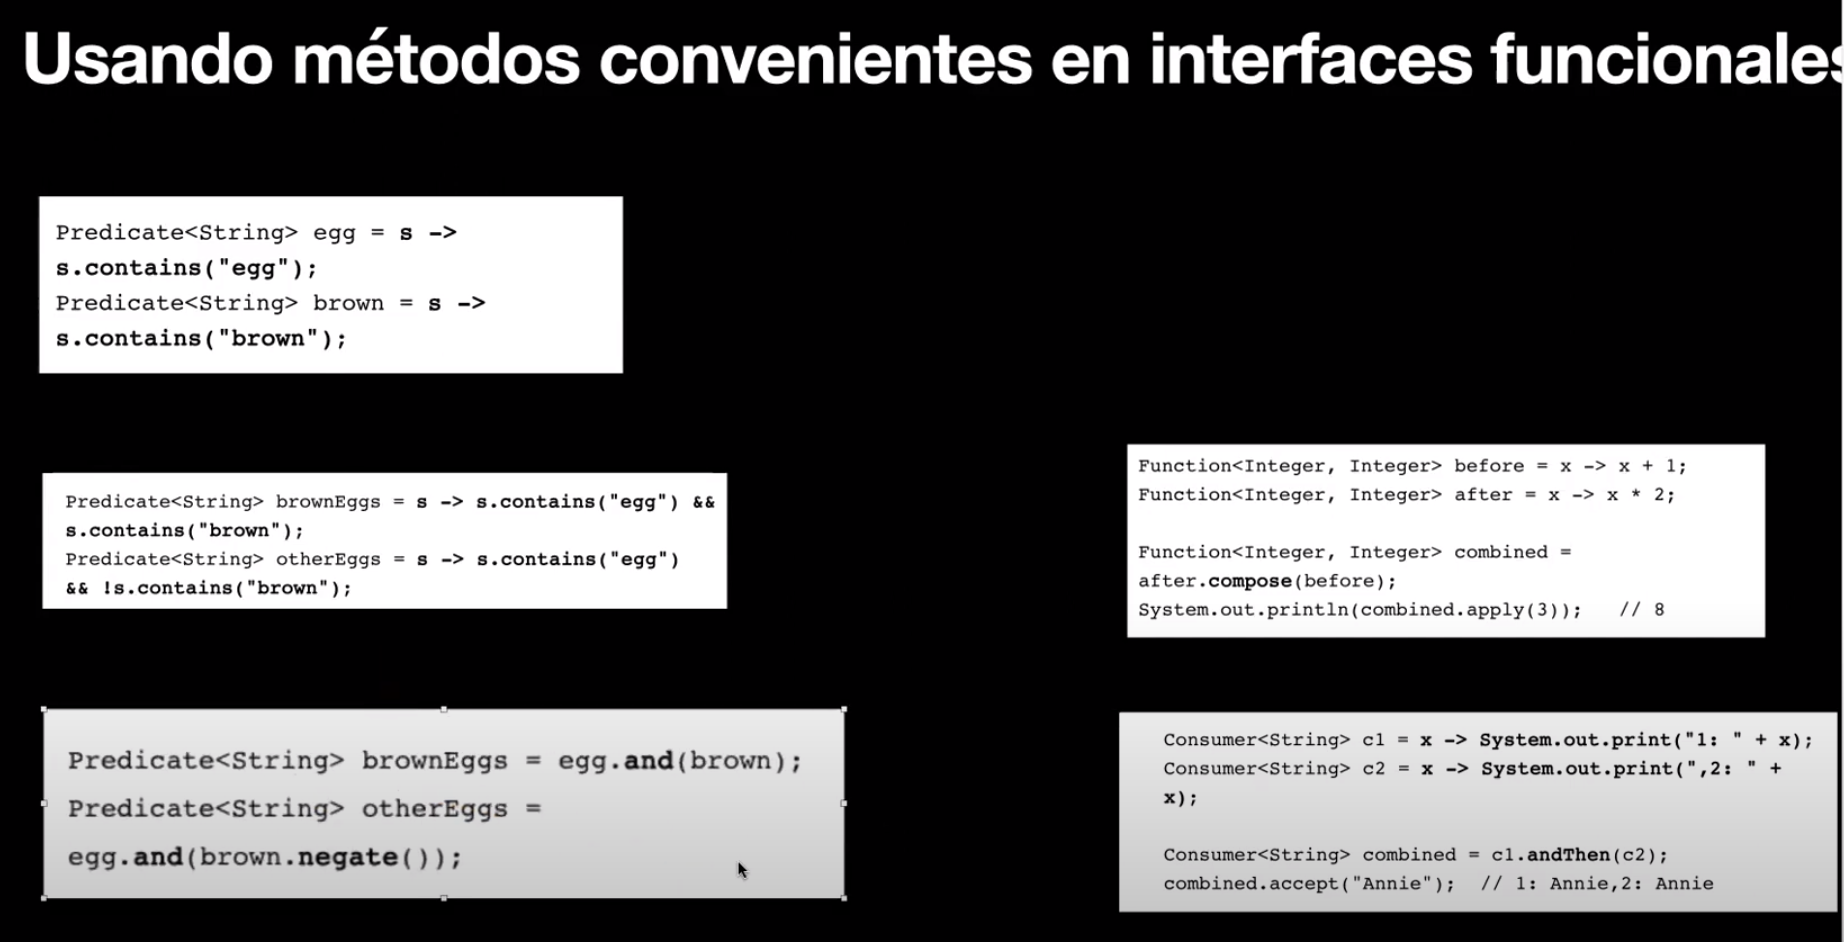 Usando métodos convenientes en interfaces funcionales
Predicate<String> egg = s ->
s.contains("egg");
Predicate<String> brown = s ->
s.contains("brown");
Predicate<String> brownEggs = s -> s.contains("egg") &&
s.contains("brown");
Predicate<String> otherEggs = s -> s.contains("egg")
&& !s.contains("brown");
Predicate<String> brownEggs = egg.and(brown);
Predicate<String> otherEggs =
egg.and(brown.negate());
Function<Integer, Integer> before = x -> x + 1;
Function<Integer, Integer> after = x -> x * 2;
Function<Integer, Integer> combined =
after.compose(before);
System.out.println(combined.apply(3));   // 8
Consumer<String> c1 = x -> System.out.print("1: " + x);
Consumer<String> c2 = x -> System.out.print(",2: " +
x);
Consumer<String> combined = c1.andThen(c2);
combined.accept("Annie");  // 1: Annie,2: Annie